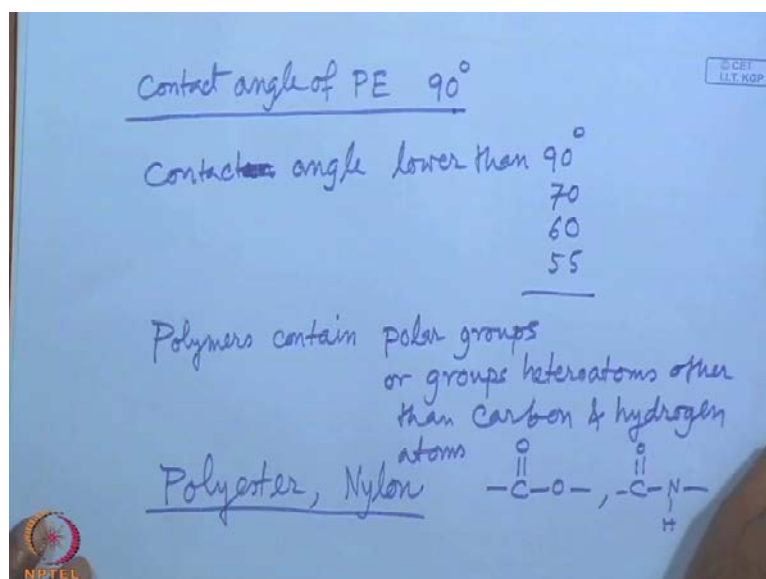 Contact angle of PE 90°
© CET
I.I.T. KGP
Contact angle lower than 90°
70
60
55
Polymers contain polar groups
or groups heteroatoms other
than carbon & hydrogen
atoms
Polyester, Nylon
O O
-C-O-, -C-N-
H
NPTEL